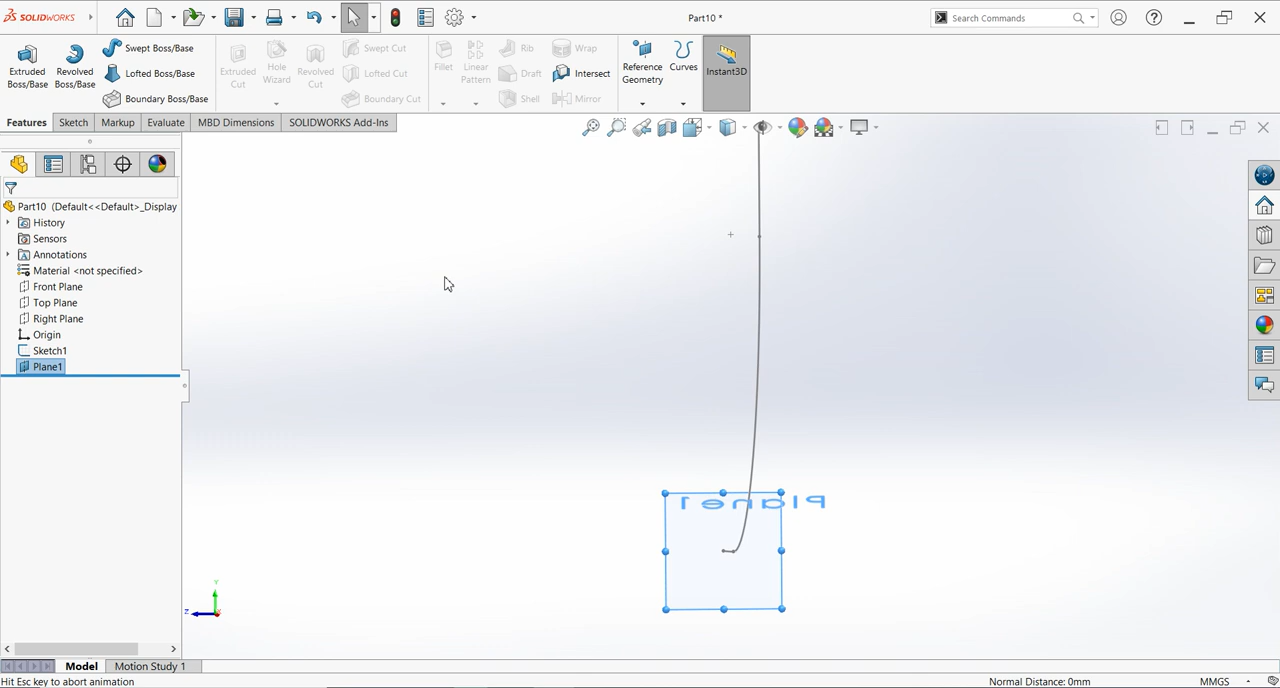 SOLIDWORKS
Part10 *
Search Commands
Extruded Boss/Base
Revolved Boss/Base
Swept Boss/Base
Lofted Boss/Base
Boundary Boss/Base
Extruded Cut
Hole Wizard
Revolved Cut
Swept Cut
Lofted Cut
Boundary Cut
Fillet
Linear Pattern
Rib
Draft
Shell
Wrap
Intersect
Mirror
Reference Geometry
Curves
Instant3D
Features
Sketch
Markup
Evaluate
MBD Dimensions
SOLIDWORKS Add-Ins
Part10 (Default<<Default>_Display
History
Sensors
Annotations
Material <not specified>
Front Plane
Top Plane
Right Plane
Origin
Sketch1
Plane1
Plane1
Y
Z
X
Model
Motion Study 1
Hit Esc key to abort animation
Normal Distance: 0mm
MMGS